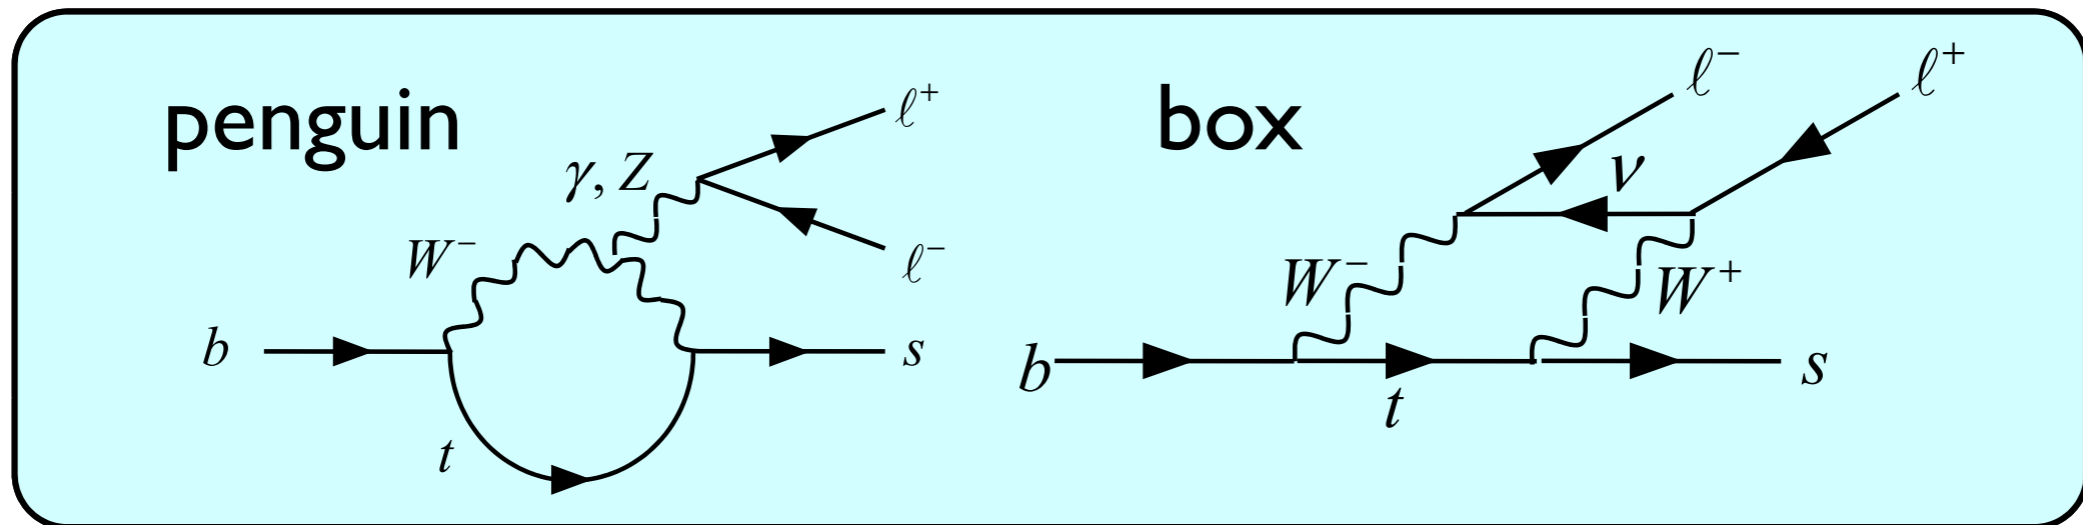 penguin
ℓ⁺
γ, Z
W⁻
ℓ⁻
b
s
t
box
ℓ⁻
ℓ⁺
ν
W⁻
W⁺
b
s
t